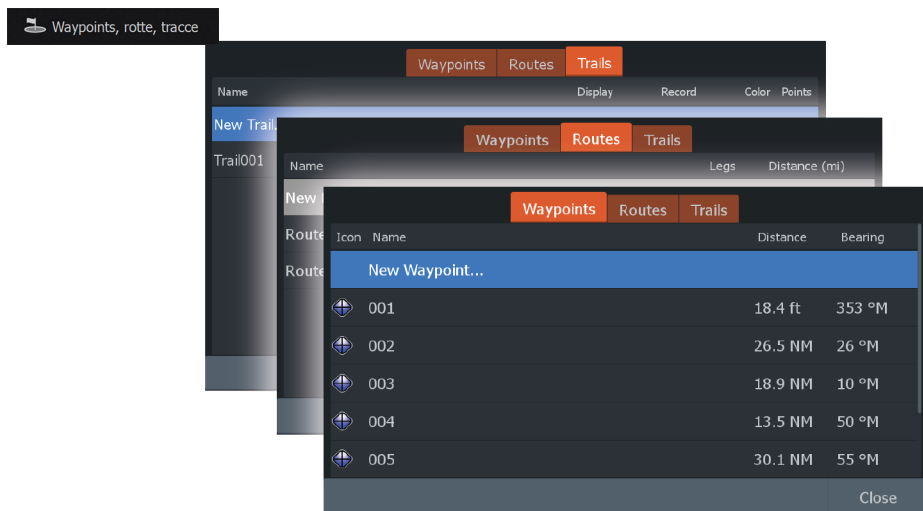 Waypoints, rotte, tracce
Waypoints Routes Trails
Name Display Record Color Points
New Trail
Trail001
Waypoints Routes Trails
Name Legs Distance (mi)
New
Route
Route
Waypoints Routes Trails
Icon Name Distance Bearing
New Waypoint...
001 18.4 ft 353 °M
002 26.5 NM 26 °M
003 18.9 NM 10 °M
004 13.5 NM 50 °M
005 30.1 NM 55 °M
Close